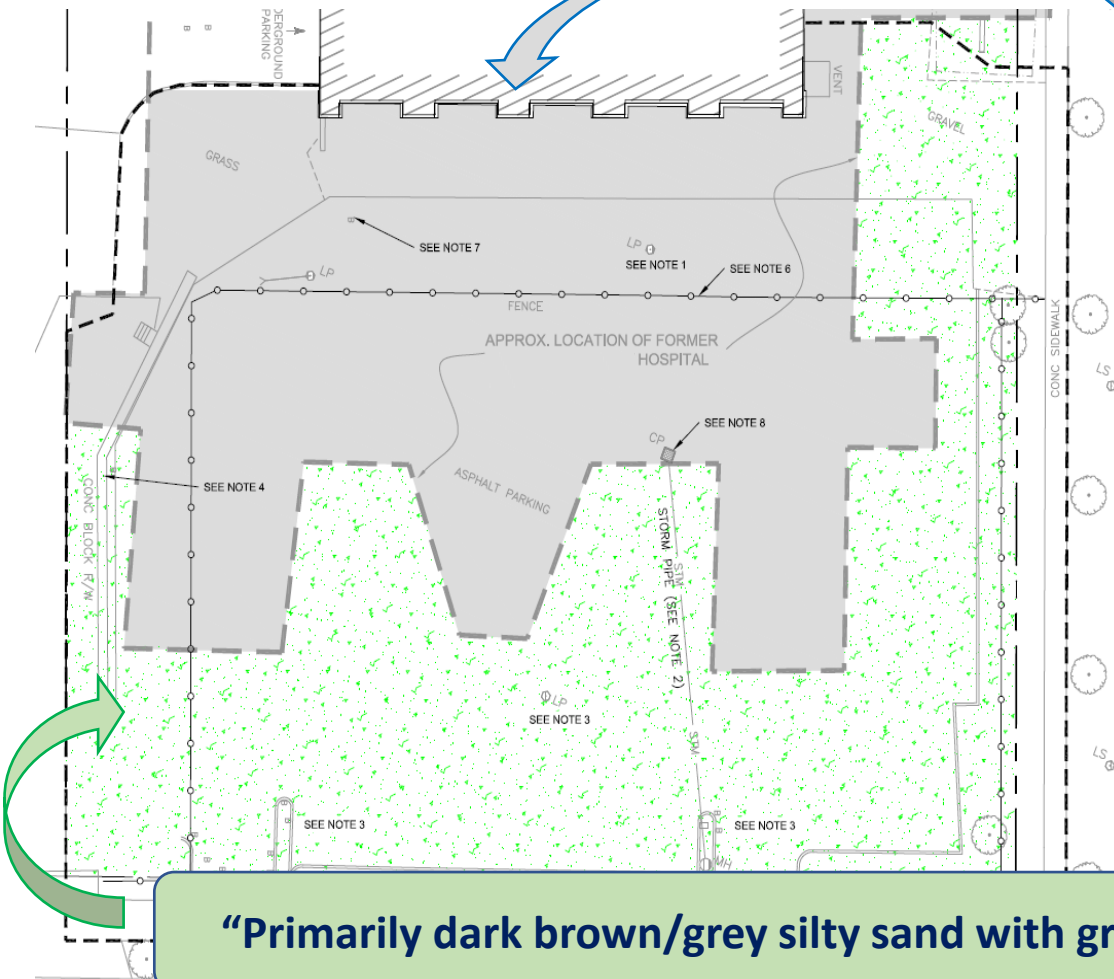 DERGROUND
PARKING
B B
VENT
GRAVEL
GRASS
B
SEE NOTE 7
LP
SEE NOTE 1
SEE NOTE 6
LP
FENCE
APPROX. LOCATION OF FORMER
HOSPITAL
CONC SIDEWALK
LS
SEE NOTE 8
CP
ASPHALT PARKING
SEE NOTE 4
CONC BLOCK R/W
STM
STORM PIPE (SEE NOTE 2)
LP
SEE NOTE 3
STM
LS
SEE NOTE 3
SEE NOTE 3
MH
“Primarily dark brown/grey silty sand with gr